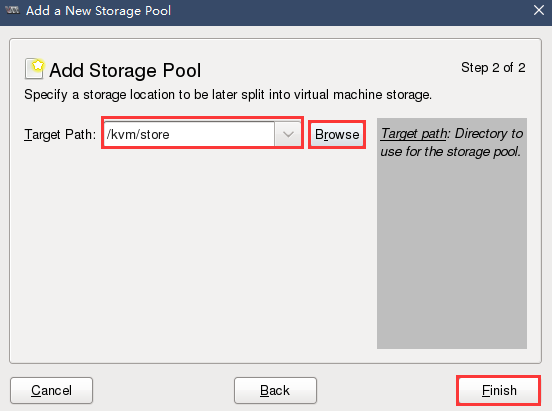 Add a New Storage Pool
Add Storage Pool
Step 2 of 2
Specify a storage location to be later split into virtual machine storage.
Target Path: /kvm/store Browse
Target path: Directory to
use for the storage pool.
Cancel Back Finish